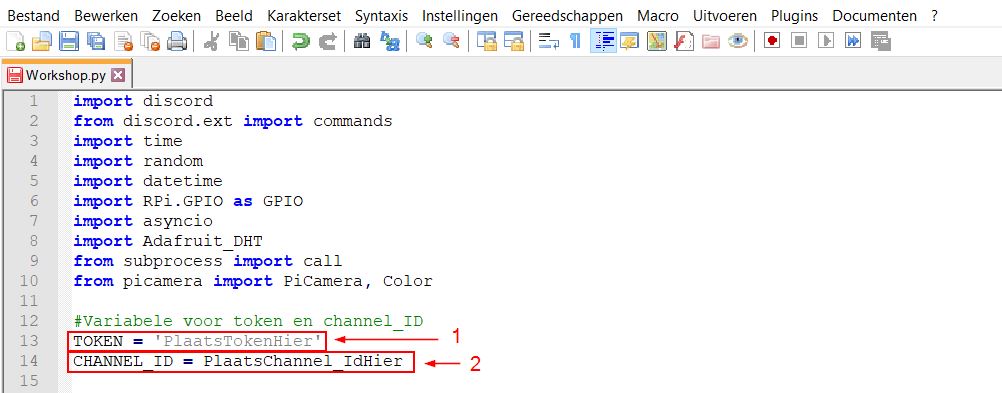 Bestand Bewerken Zoeken Beeld Karakterset Syntaxis Instellingen Gereedschappen Macro Uitvoeren Plugins Documenten ?
Workshop.py
1 import discord
2 from discord.ext import commands
3 import time
4 import random
5 import datetime
6 import RPi.GPIO as GPIO
7 import asyncio
8 import Adafruit_DHT
9 from subprocess import call
10 from picamera import PiCamera, Color
11
12 #Variabele voor token en channel_ID
13 TOKEN = 'PlaatsTokenHier' 1
14 CHANNEL_ID = PlaatsChannel_IdHier 2
15